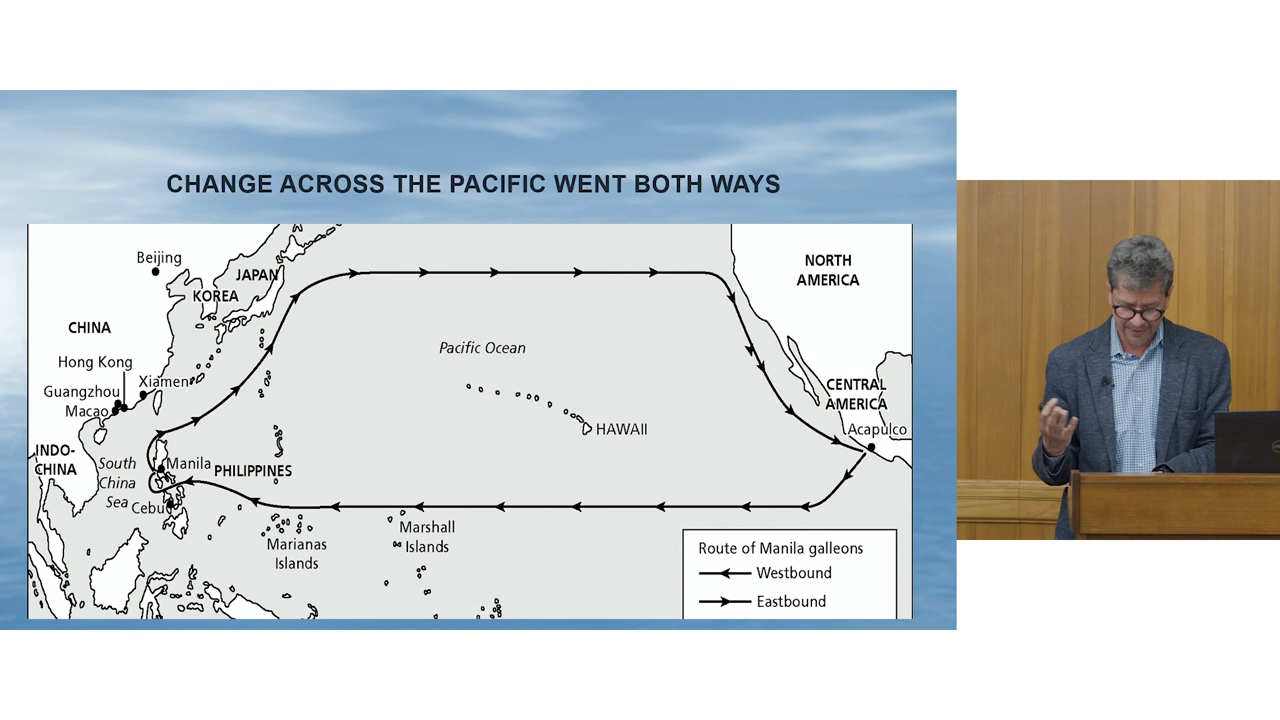 CHANGE ACROSS THE PACIFIC WENT BOTH WAYS
Beijing
JAPAN
KOREA
NORTH
AMERICA
CHINA
Pacific Ocean
Hong Kong
Xiamen
Guangzhou
Macao
CENTRAL
AMERICA
Acapulco
HAWAII
INDO-
CHINA
South
China
Sea
Manila
PHILIPPINES
Cebu
Marshall
Islands
Marianas
Islands
Route of Manila galleons
Westbound
Eastbound